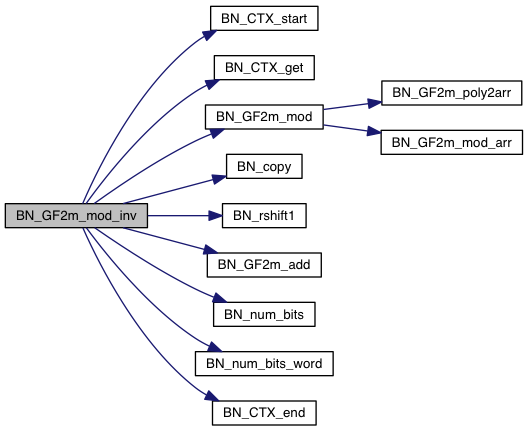 BN_CTX_start
BN_CTX_get
BN_GF2m_poly2arr
BN_GF2m_mod
BN_GF2m_mod_arr
BN_copy
BN_GF2m_mod_inv
BN_rshift1
BN_GF2m_add
BN_num_bits
BN_num_bits_word
BN_CTX_end